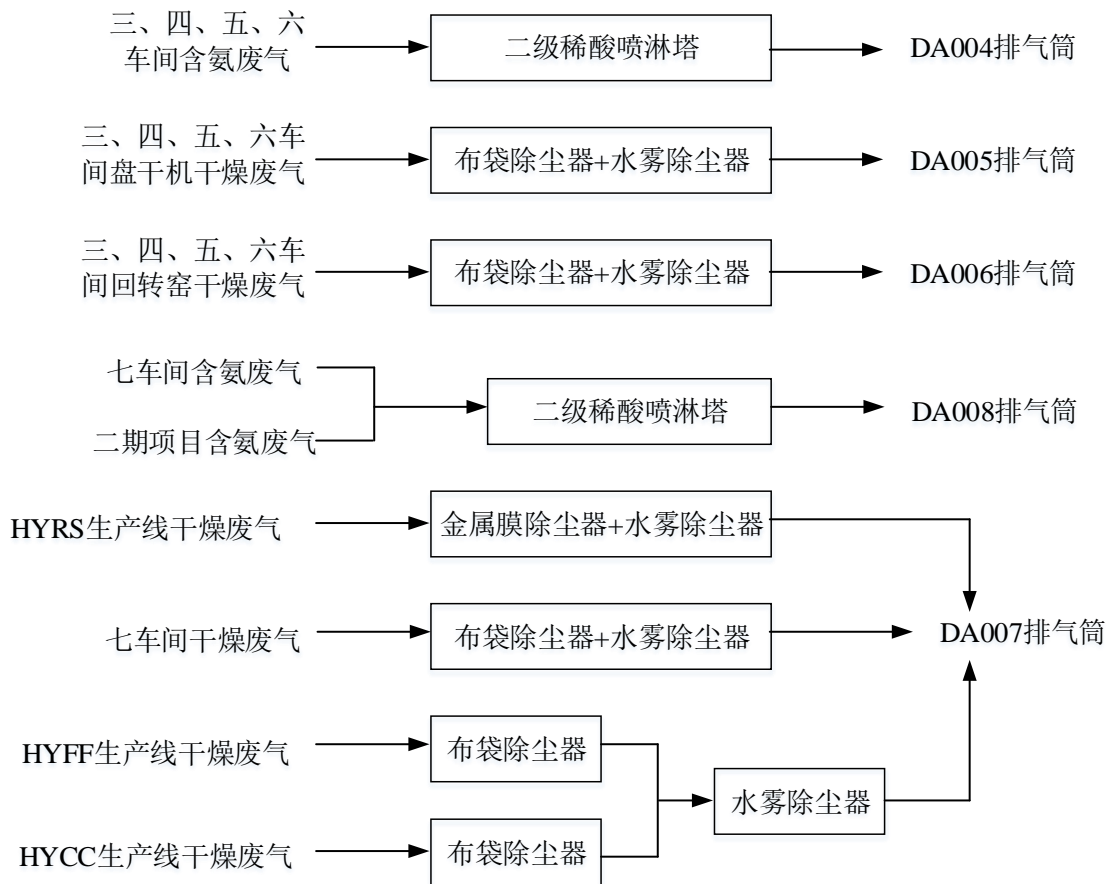 三、四、五、六
车间含氨废气
二级稀酸喷淋塔
DA004排气筒
三、四、五、六车
间盘干机干燥废气
布袋除尘器+水雾除尘器
DA005排气筒
三、四、五、六车
间回转窑干燥废气
布袋除尘器+水雾除尘器
DA006排气筒
七车间含氨废气
二期项目含氨废气
二级稀酸喷淋塔
DA008排气筒
HYRS生产线干燥废气
金属膜除尘器+水雾除尘器
七车间干燥废气
布袋除尘器+水雾除尘器
DA007排气筒
HYFF生产线干燥废气
布袋除尘器
水雾除尘器
HYCC生产线干燥废气
布袋除尘器